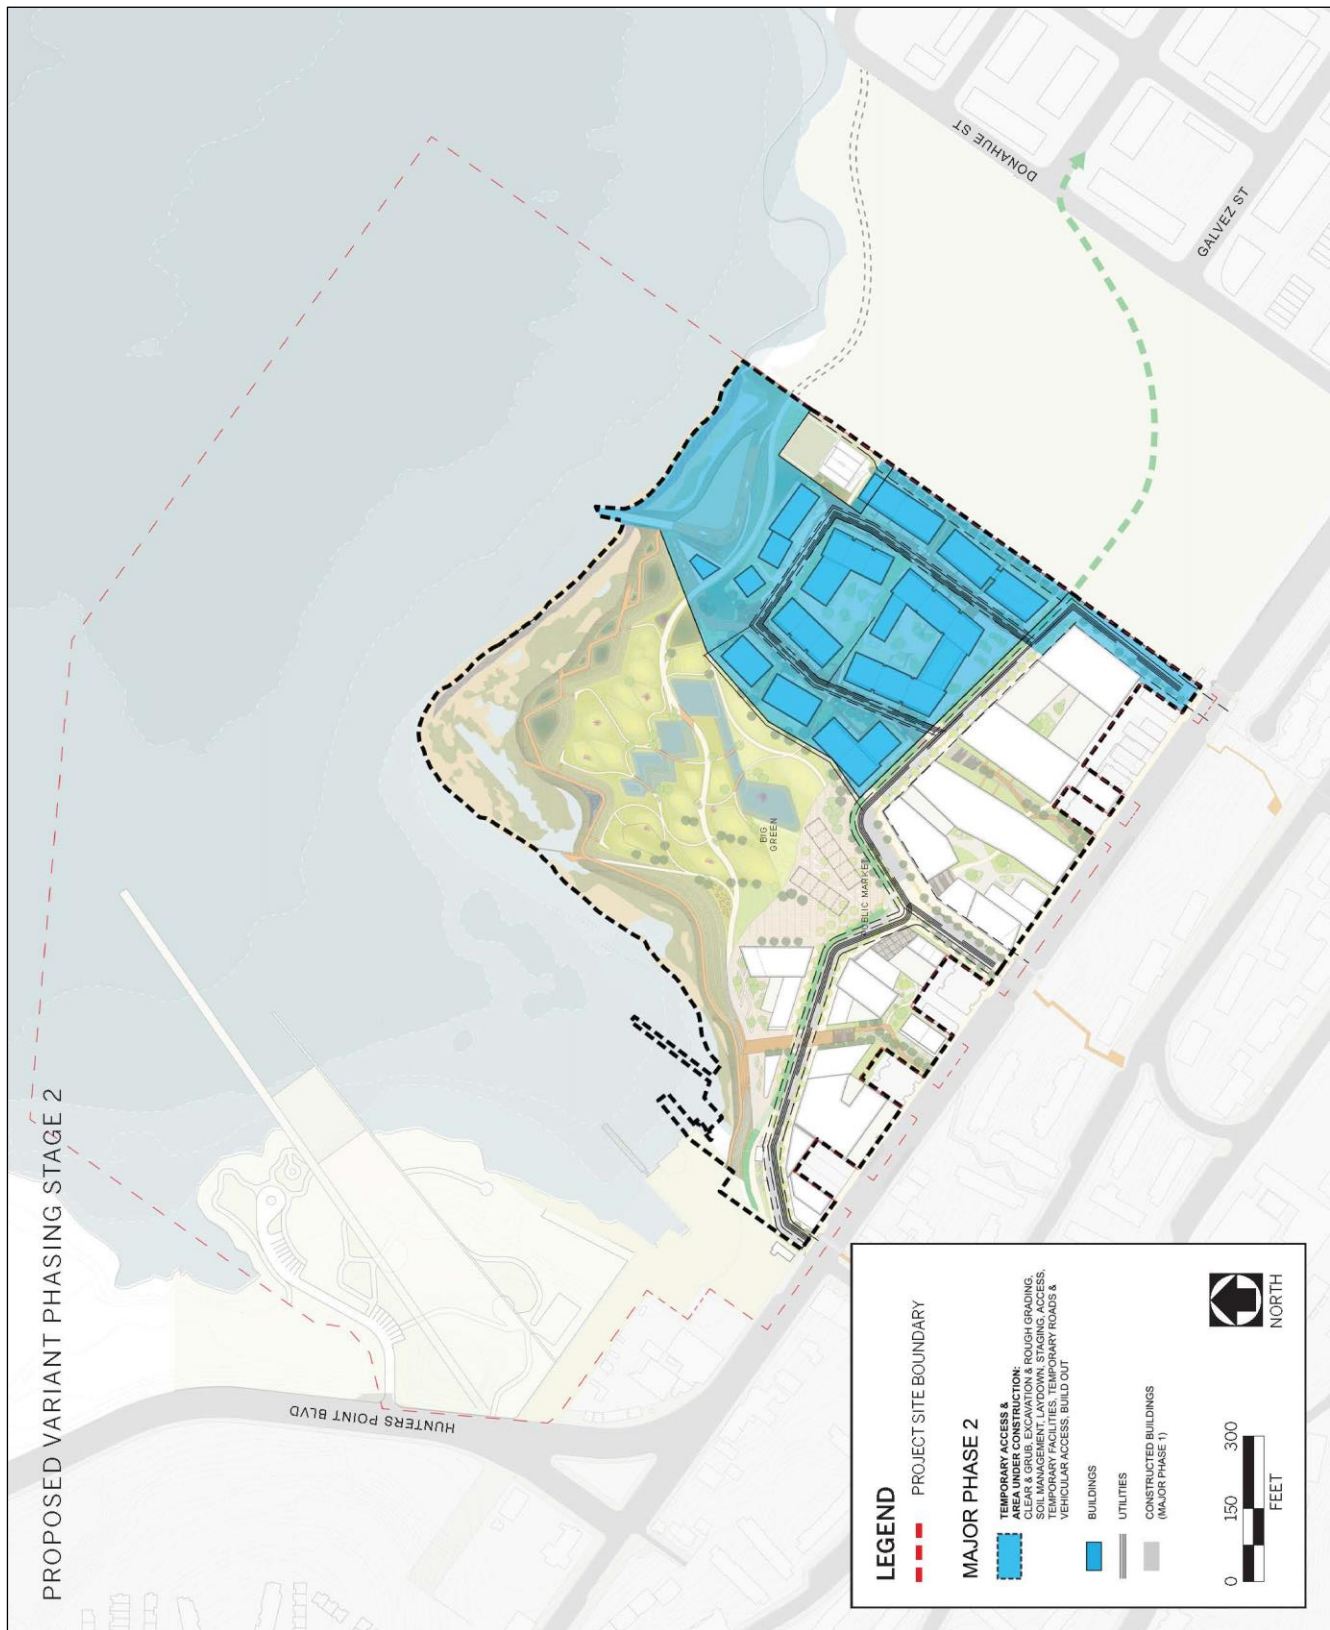 PROPOSED VARIANT PHASING STAGE 2
HUNTERS POINT BLVD
DONAHUE ST
GALVEZ ST
BIG
GREEN
PUBLIC MARKET
LEGEND
PROJECT SITE BOUNDARY
MAJOR PHASE 2
TEMPORARY ACCESS &
AREA UNDER CONSTRUCTION:
CLEAR & GRUB, EXCAVATION & ROUGH GRADING,
SOIL MANAGEMENT, LAYDOWN, STAGING, ACCESS,
TEMPORARY FACILITIES, TEMPORARY ROADS &
VEHICULAR ACCESS, BUILD OUT
BUILDINGS
UTILITIES
CONSTRUCTED BUILDINGS
(MAJOR PHASE 1)
0 150 300
FEET
NORTH